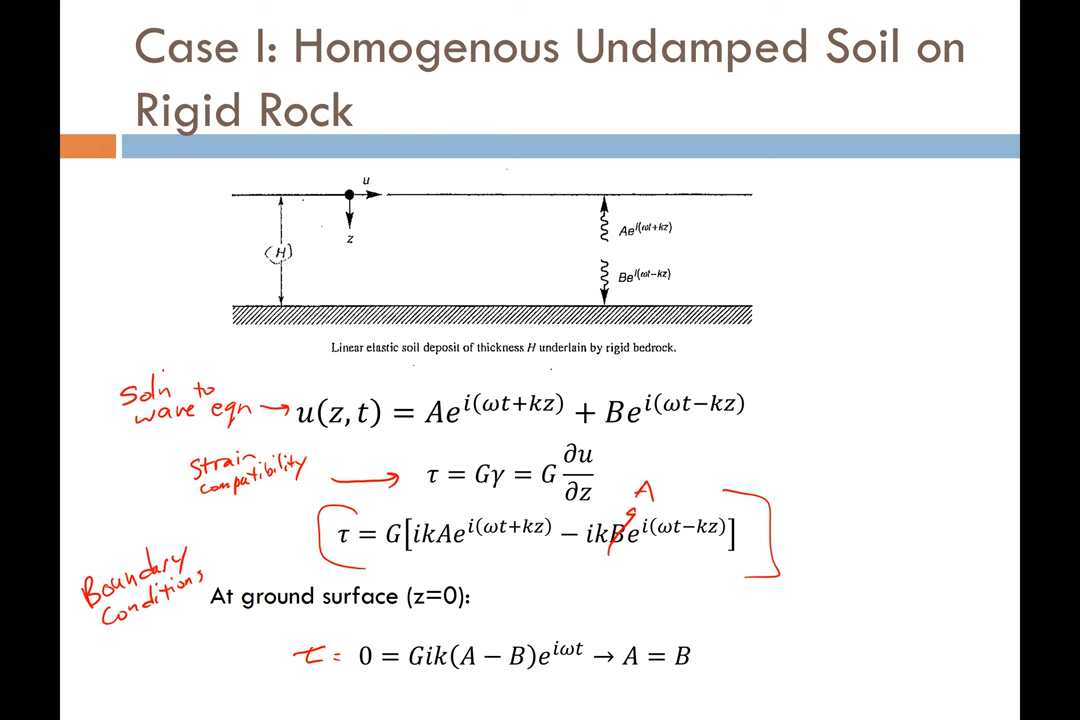 Case I: Homogenous Undamped Soil on
Rigid Rock
u
z
(H)
Ae^{i(ωt+kz)}
Be^{i(ωt−kz)}
Linear elastic soil deposit of thickness H underlain by rigid bedrock.
Sol'n to
wave eqn → u(z, t) = Ae^{i(ωt+kz)} + Be^{i(ωt−kz)}
Strain
compatibility → τ = Gγ = G ∂u/∂z
A
τ = G[ikAe^{i(ωt+kz)} − ikBe^{i(ωt−kz)}]
Boundary
Conditions
At ground surface (z=0):
τ = 0 = Gik(A − B)e^{iωt} → A = B